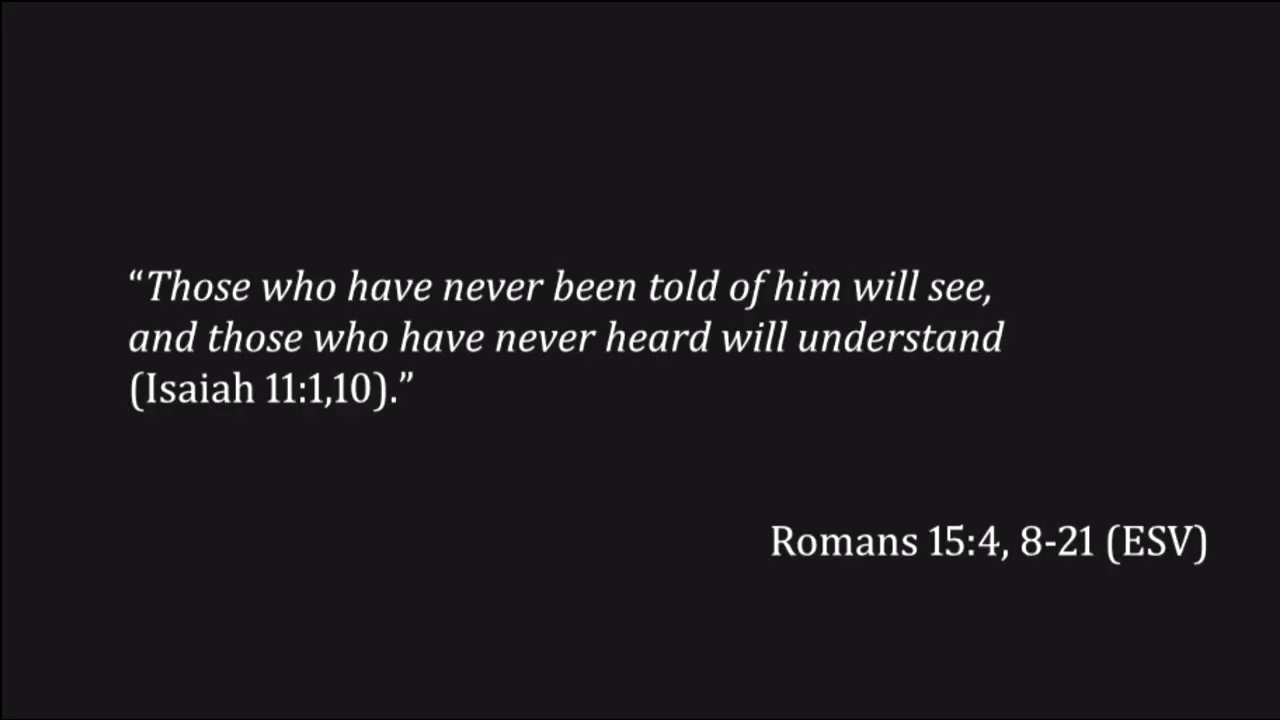 “Those who have never been told of him will see,
and those who have never heard will understand
(Isaiah 11:1,10).”
Romans 15:4, 8-21 (ESV)